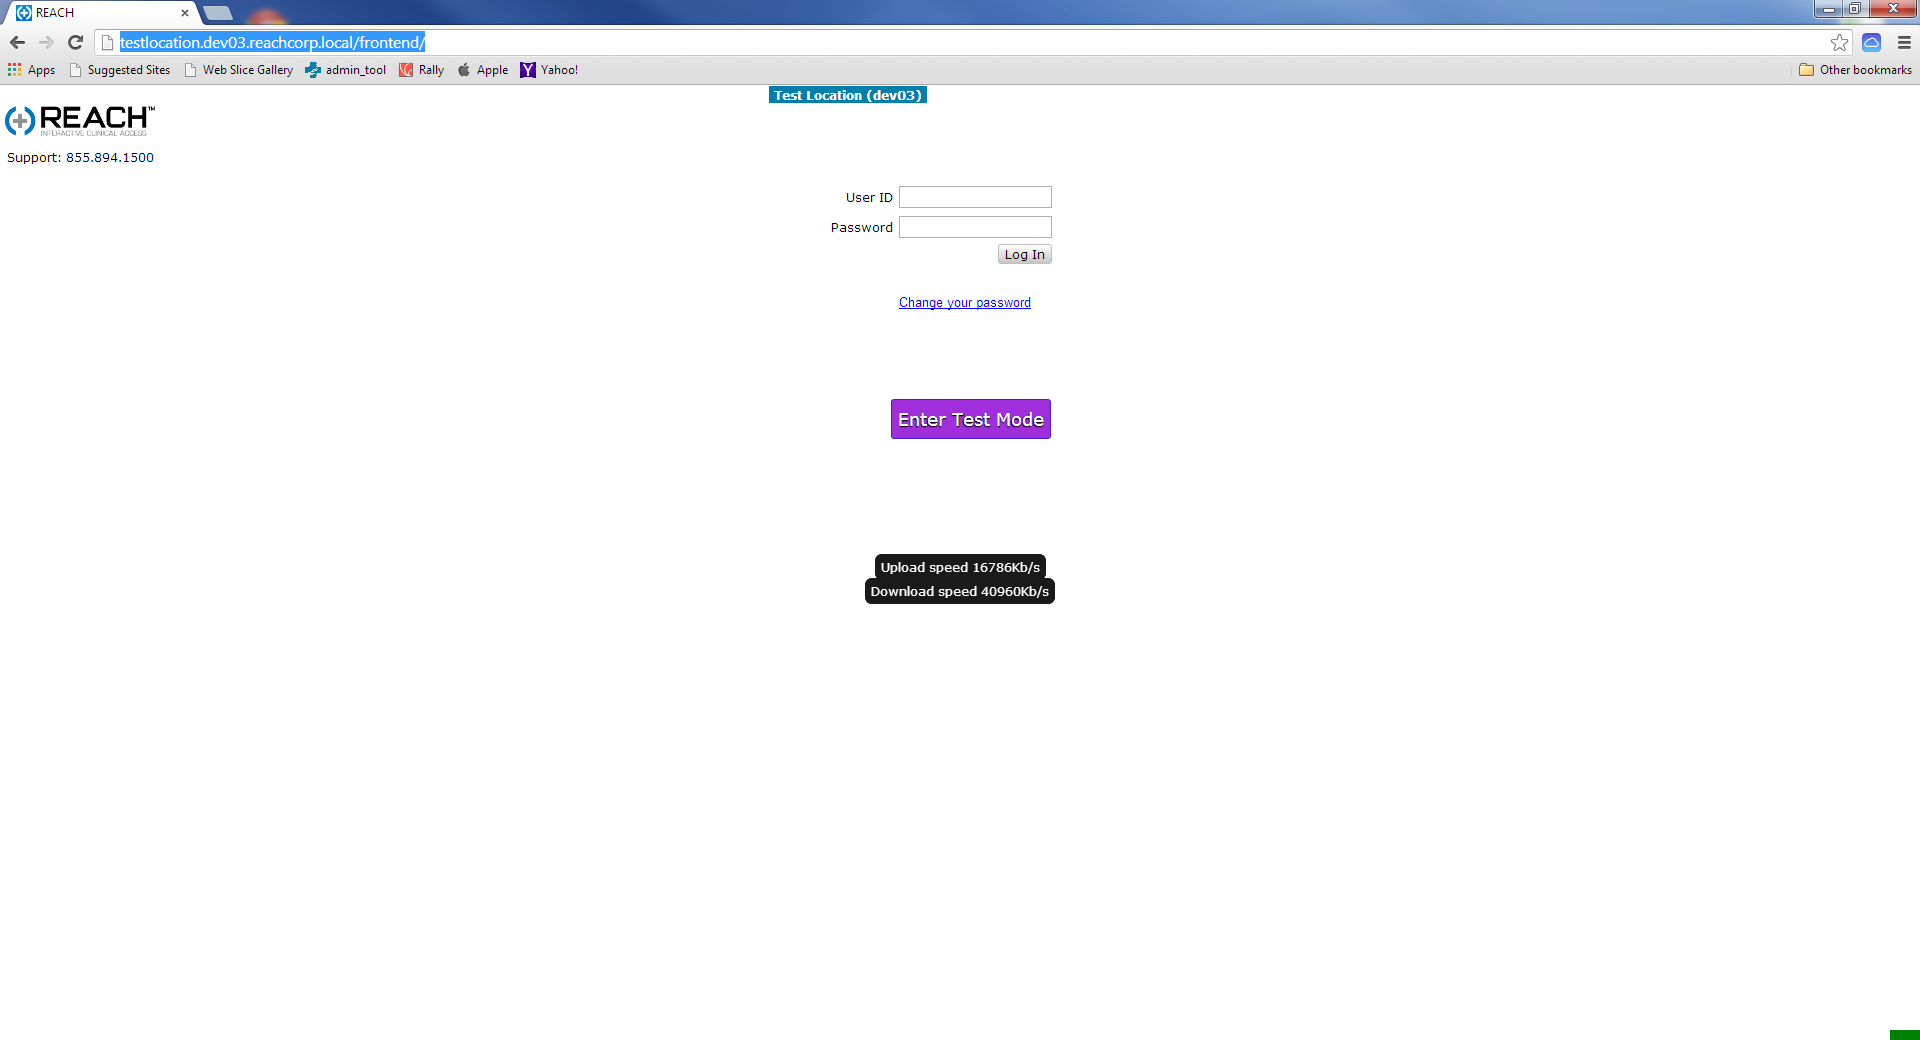 REACH
testlocation.dev03.reachcorp.local/frontend/
Apps Suggested Sites Web Slice Gallery admin_tool Rally Apple Yahoo! Other bookmarks
Test Location (dev03)
REACH™
INTERACTIVE CLINICAL ACCESS
Support: 855.894.1500
User ID
Password
Log In
Change your password
Enter Test Mode
Upload speed 16786Kb/s
Download speed 40960Kb/s